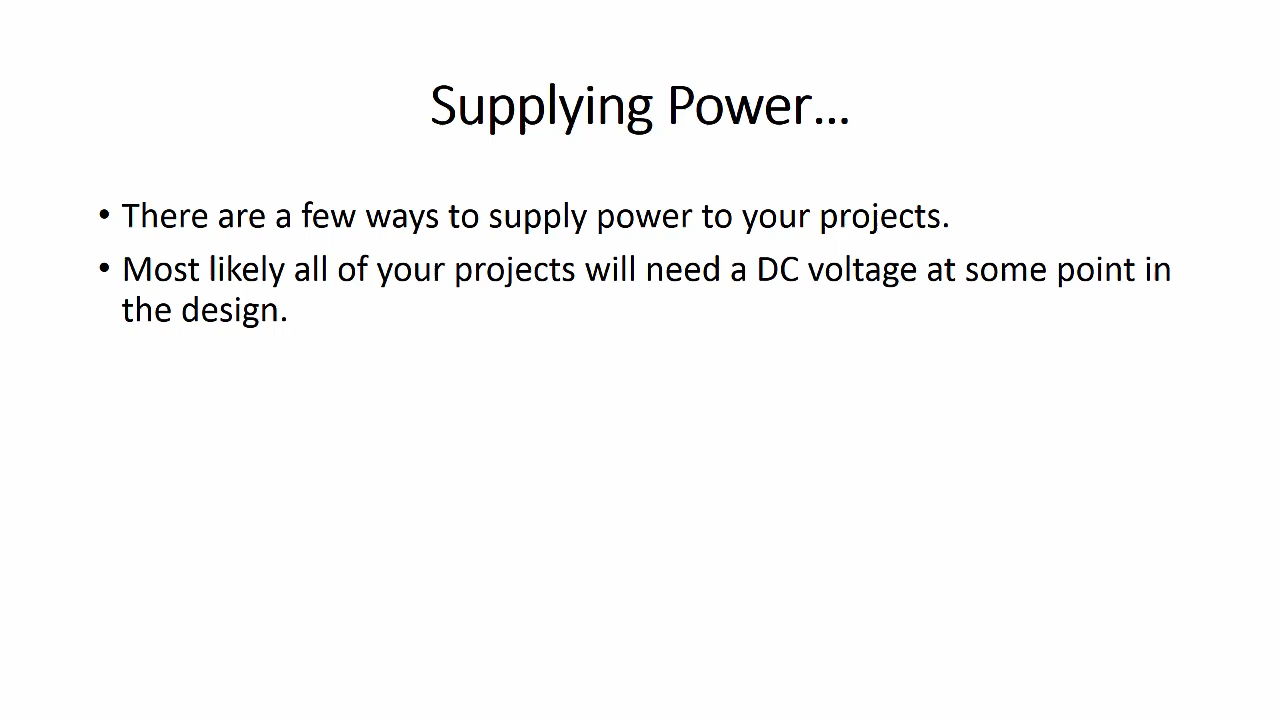 Supplying Power...
• There are a few ways to supply power to your projects.
• Most likely all of your projects will need a DC voltage at some point in
the design.